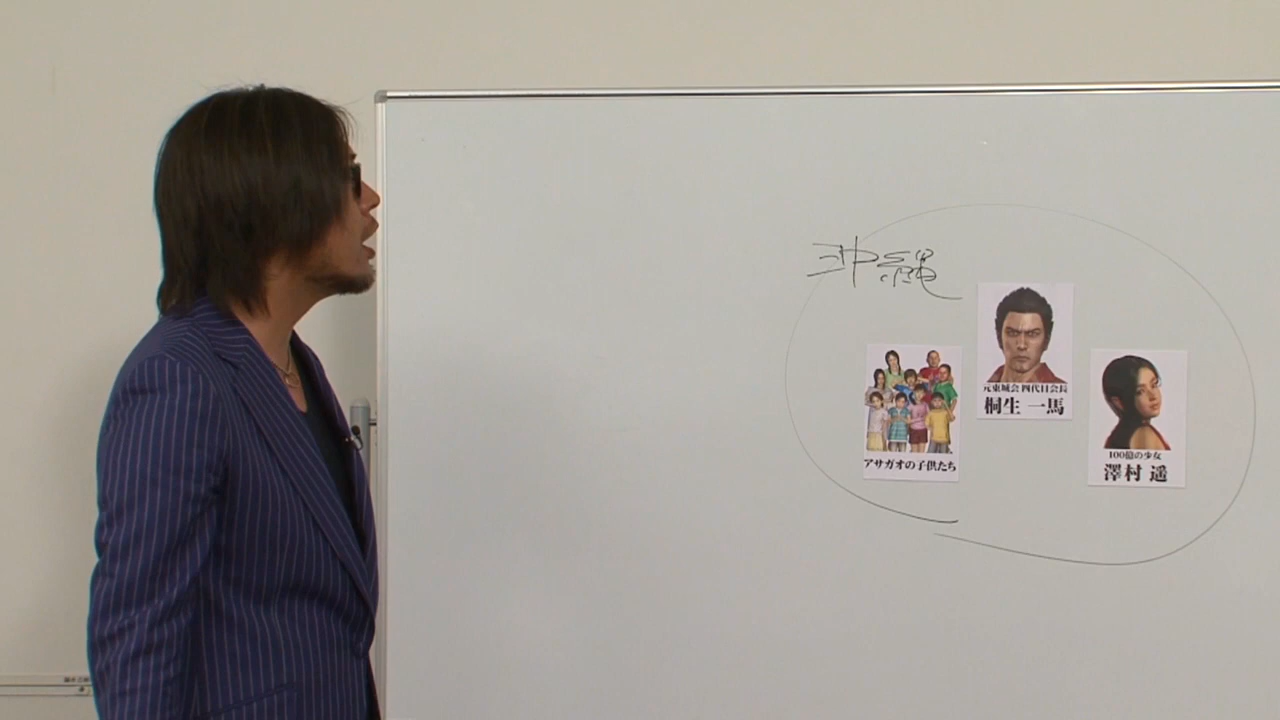 沖縄
元東城会 四代目会長
桐生 一馬
アサガオの子供たち
100億の少女
澤村 遥